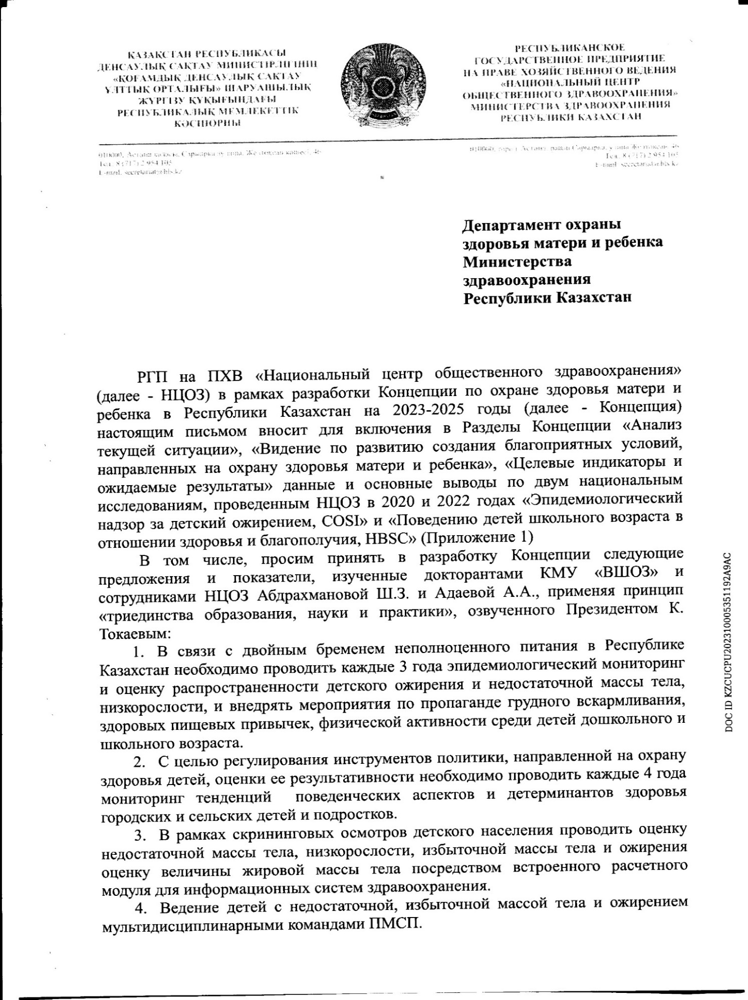 ҚАЗАҚСТАН РЕСПУБЛИКАСЫ
ДЕНСАУЛЫҚ САҚТАУ МИНИСТРЛІГІНІҢ
«ҚОҒАМДЫҚ ДЕНСАУЛЫҚ САҚТАУ
ҰЛТТЫҚ ОРТАЛЫҒЫ» ШАРУАШЫЛЫҚ
ЖҮРГІЗУ ҚҰҚЫҒЫНДАҒЫ
РЕСПУБЛИКАЛЫҚ МЕМЛЕКЕТТІК
КӘСІПОРНЫ
РЕСПУБЛИКАНСКОЕ
ГОСУДАРСТВЕННОЕ ПРЕДПРИЯТИЕ
НА ПРАВЕ ХОЗЯЙСТВЕННОГО ВЕДЕНИЯ
«НАЦИОНАЛЬНЫЙ ЦЕНТР
ОБЩЕСТВЕННОГО ЗДРАВООХРАНЕНИЯ»
МИНИСТЕРСТВА ЗДРАВООХРАНЕНИЯ
РЕСПУБЛИКИ КАЗАХСТАН
010000, Астана қаласы, Сарыарқа ауданы, Желтоқсан көшесі, 46
Тел.: 8 (717) 2 954 105
E-mail: secretariat@hls.kz
010000, город Астана, район Сарыарка, улица Желтоқсан, 46
Тел.: 8 (717) 2 954 105
E-mail: secretariat@hls.kz
Департамент охраны
здоровья матери и ребенка
Министерства
здравоохранения
Республики Казахстан
РГП на ПХВ «Национальный центр общественного здравоохранения»
(далее - НЦОЗ) в рамках разработки Концепции по охране здоровья матери и
ребенка в Республики Казахстан на 2023-2025 годы (далее - Концепция)
настоящим письмом вносит для включения в Разделы Концепции «Анализ
текущей ситуации», «Видение по развитию создания благоприятных условий,
направленных на охрану здоровья матери и ребенка», «Целевые индикаторы и
ожидаемые результаты» данные и основные выводы по двум национальным
исследованиям, проведенным НЦОЗ в 2020 и 2022 годах «Эпидемиологический
надзор за детский ожирением, COSI» и «Поведению детей школьного возраста в
отношении здоровья и благополучия, HBSC» (Приложение 1)
В том числе, просим принять в разработку Концепции следующие
предложения и показатели, изученные докторантами КМУ «ВШОЗ» и
сотрудниками НЦОЗ Абдрахмановой Ш.З. и Адаевой А.А., применяя принцип
«триединства образования, науки и практики», озвученного Президентом К.
Токаевым:
1. В связи с двойным бременем неполноценного питания в Республике
Казахстан необходимо проводить каждые 3 года эпидемиологический мониторинг
и оценку распространенности детского ожирения и недостаточной массы тела,
низкорослости, и внедрять мероприятия по пропаганде грудного вскармливания,
здоровых пищевых привычек, физической активности среди детей дошкольного и
школьного возраста.
2. С целью регулирования инструментов политики, направленной на охрану
здоровья детей, оценки ее результативности необходимо проводить каждые 4 года
мониторинг тенденций поведенческих аспектов и детерминантов здоровья
городских и сельских детей и подростков.
3. В рамках скрининговых осмотров детского населения проводить оценку
недостаточной массы тела, низкорослости, избыточной массы тела и ожирения
оценку величины жировой массы тела посредством встроенного расчетного
модуля для информационных систем здравоохранения.
4. Ведение детей с недостаточной, избыточной массой тела и ожирением
мультидисциплинарными командами ПМСП.
DOC ID KZCUCPU202310005351192A9AC